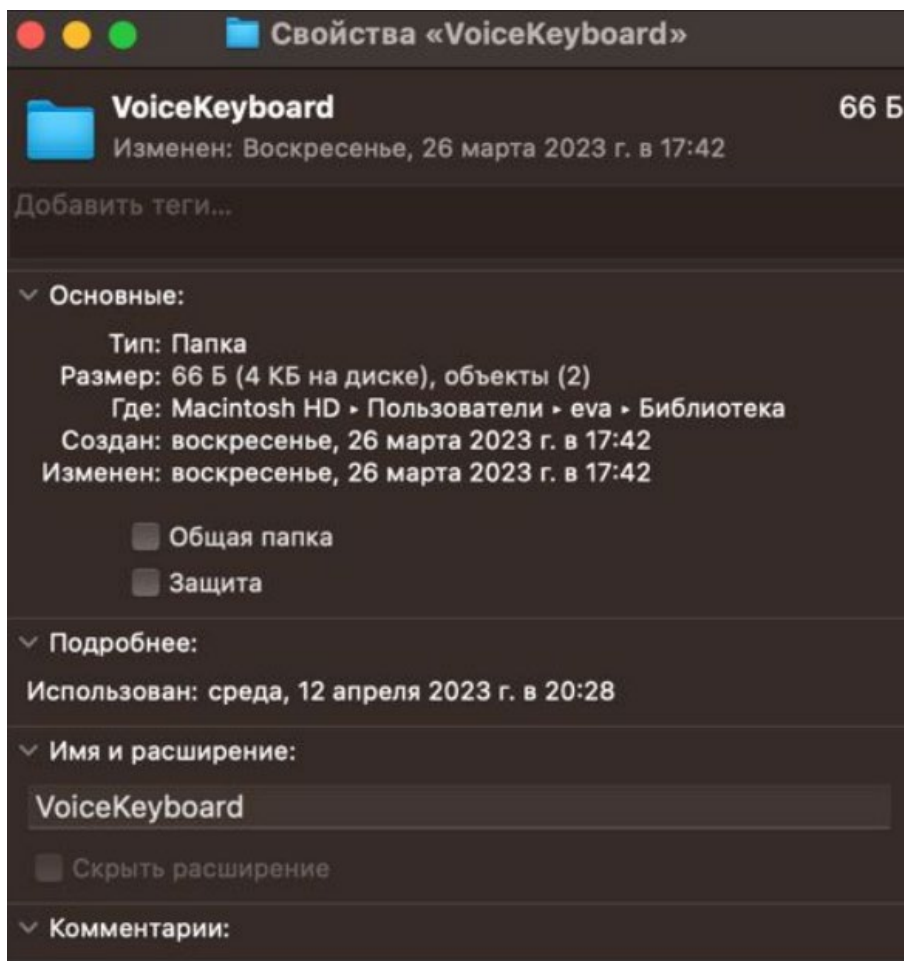 Свойства «VoiceKeyboard»
VoiceKeyboard 66 Б
Изменен: Воскресенье, 26 марта 2023 г. в 17:42
Добавить теги...
Основные:
Тип: Папка
Размер: 66 Б (4 КБ на диске), объекты (2)
Где: Macintosh HD ▸ Пользователи ▸ eva ▸ Библиотека
Создан: воскресенье, 26 марта 2023 г. в 17:42
Изменен: воскресенье, 26 марта 2023 г. в 17:42
Общая папка
Защита
Подробнее:
Использован: среда, 12 апреля 2023 г. в 20:28
Имя и расширение:
VoiceKeyboard
Скрыть расширение
Комментарии: